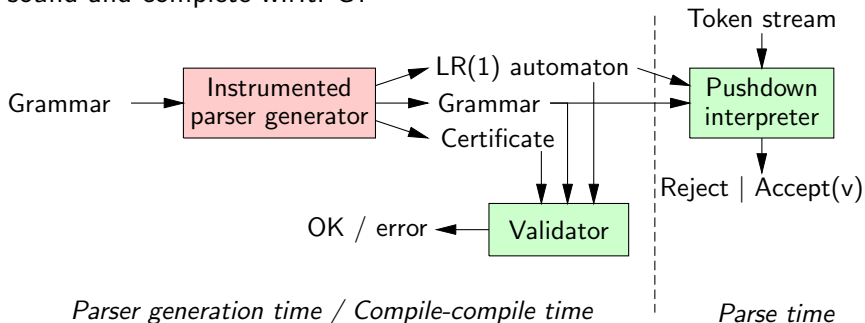 sound and complete w.r.t. G.
Token stream
LR(1) automaton
Instrumented
parser generator
Pushdown
interpreter
Grammar
Grammar
Certificate
Reject | Accept(v)
OK / error
Validator
Parser generation time / Compile-compile time
Parse time